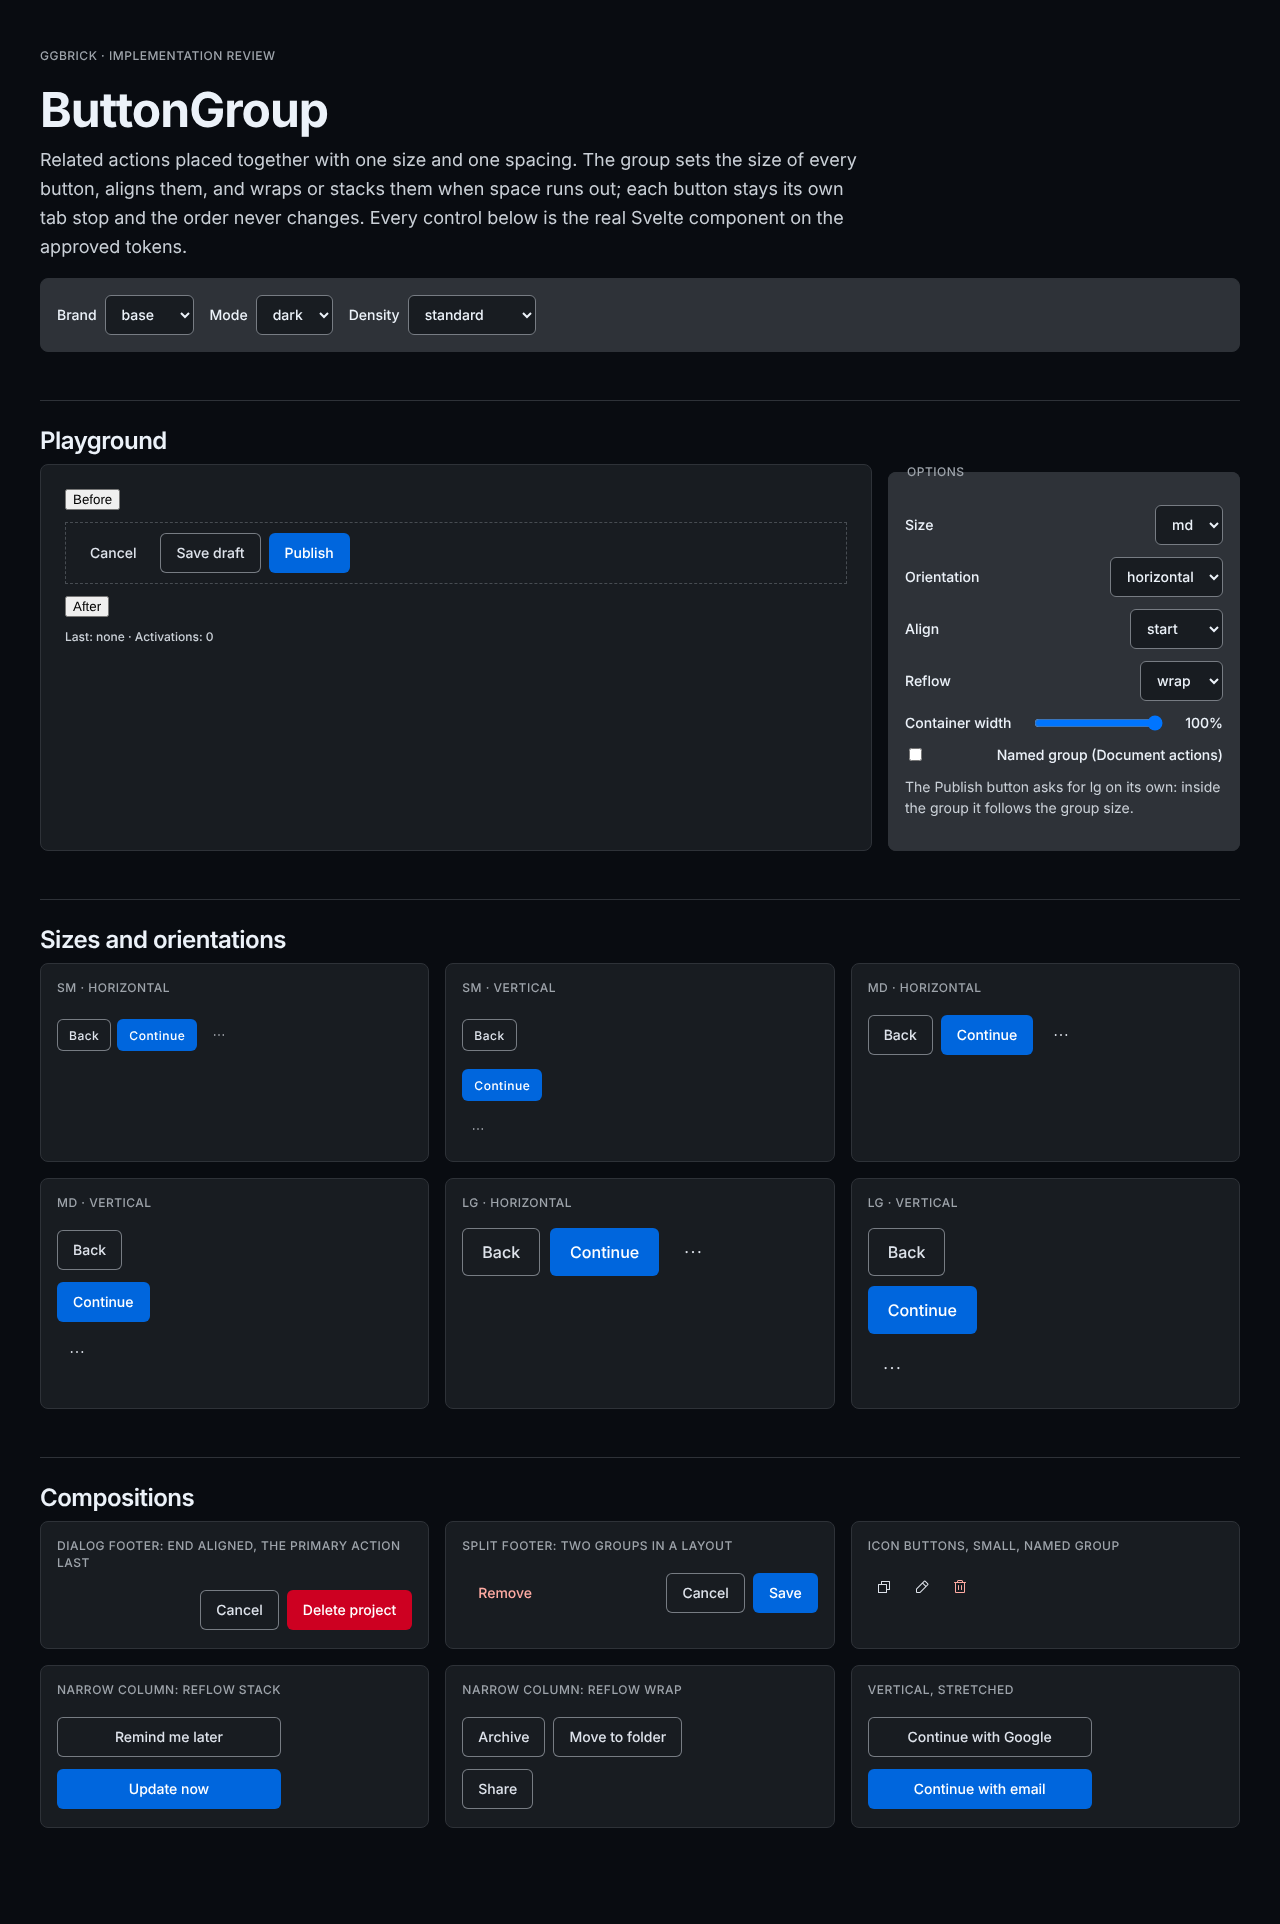 GGBRICK · IMPLEMENTATION REVIEW
ButtonGroup
Related actions placed together with one size and one spacing. The group sets the size of every
button, aligns them, and wraps or stacks them when space runs out; each button stays its own
tab stop and the order never changes. Every control below is the real Svelte component on the
approved tokens.
Brand base Mode dark Density standard
Playground
Before
Cancel Save draft Publish
After
Last: none · Activations: 0
OPTIONS
Size md
Orientation horizontal
Align start
Reflow wrap
Container width 100%
Named group (Document actions)
The Publish button asks for lg on its own: inside
the group it follows the group size.
Sizes and orientations
SM · HORIZONTAL
Back Continue ···
SM · VERTICAL
Back
Continue
···
MD · HORIZONTAL
Back Continue ···
MD · VERTICAL
Back
Continue
···
LG · HORIZONTAL
Back Continue ···
LG · VERTICAL
Back
Continue
···
Compositions
DIALOG FOOTER: END ALIGNED, THE PRIMARY ACTION
LAST
Cancel Delete project
SPLIT FOOTER: TWO GROUPS IN A LAYOUT
Remove Cancel Save
ICON BUTTONS, SMALL, NAMED GROUP
NARROW COLUMN: REFLOW STACK
Remind me later
Update now
NARROW COLUMN: REFLOW WRAP
Archive Move to folder
Share
VERTICAL, STRETCHED
Continue with Google
Continue with email